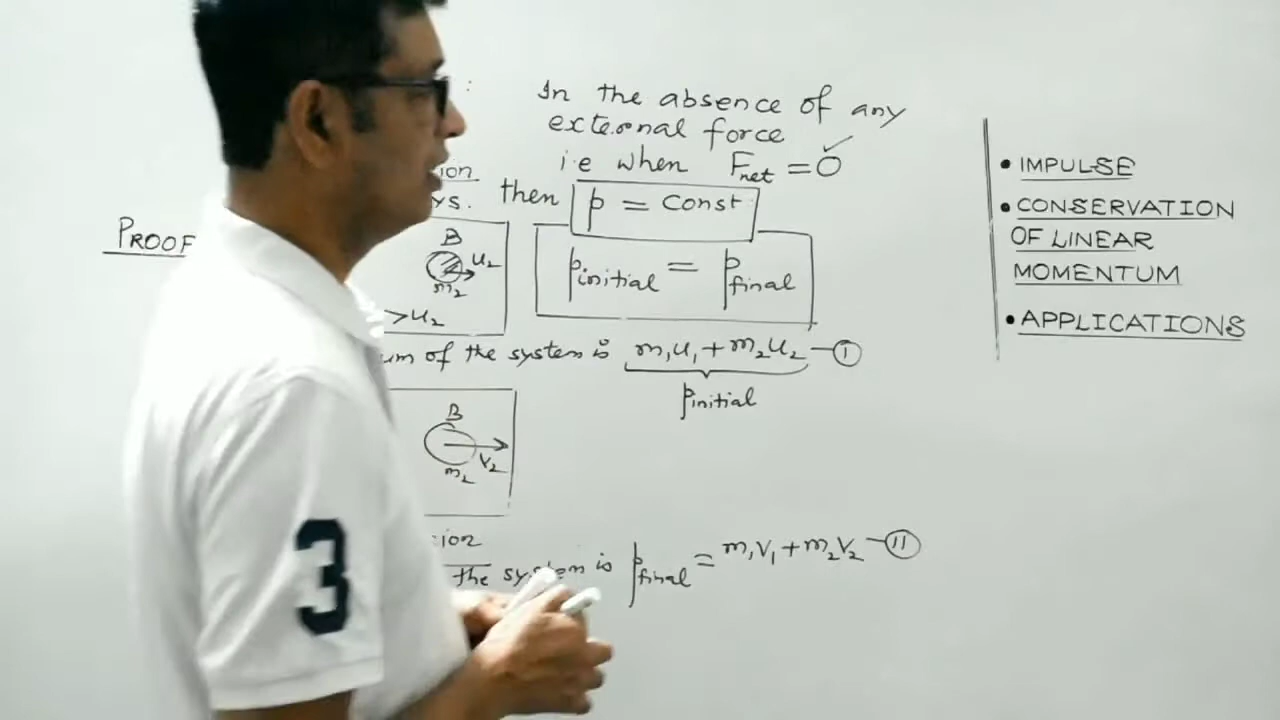 In the absence of any
external force
i.e when Fnet = 0
then p = Const
PROOF
B
u₂
m₂
> u₂
pinitial = pfinal
of the system is m₁u₁ + m₂u₂ — ①
pinitial
B
v₂
m₂
the system is pfinal = m₁v₁ + m₂v₂ — ⑪
3
• IMPULSE
• CONSERVATION
OF LINEAR
MOMENTUM
• APPLICATIONS